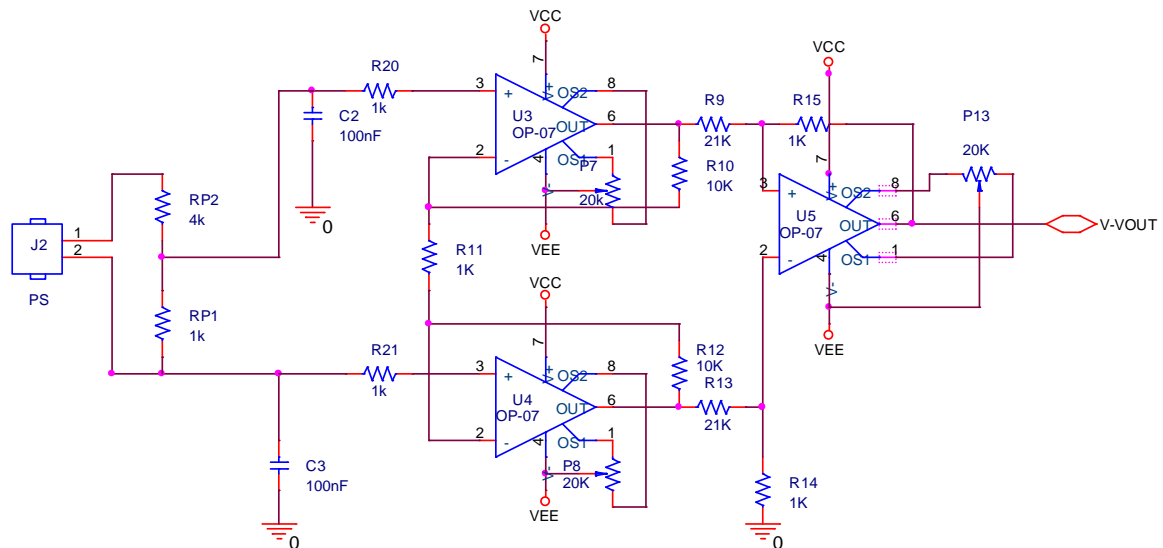 VCC
7
V+
R20
1k
3
+
OS2
8
C2
100nF
U3
OP-07
OUT
6
2
-
4
OS1
1
V-
P7
20k
0
VEE
R9
21K
R15
1K
R10
10K
VCC
7
V+
3
+
OS2
8
P13
20K
U5
OP-07
OUT
6
V-VOUT
2
-
4
OS1
1
V-
VEE
RP2
4k
J2
1
2
PS
RP1
1k
R11
1K
VCC
7
V+
R21
1k
3
+
OS2
8
U4
OP-07
OUT
6
2
-
4
OS1
1
V-
P8
20K
VEE
R12
10K
R13
21K
C3
100nF
0
R14
1K
0